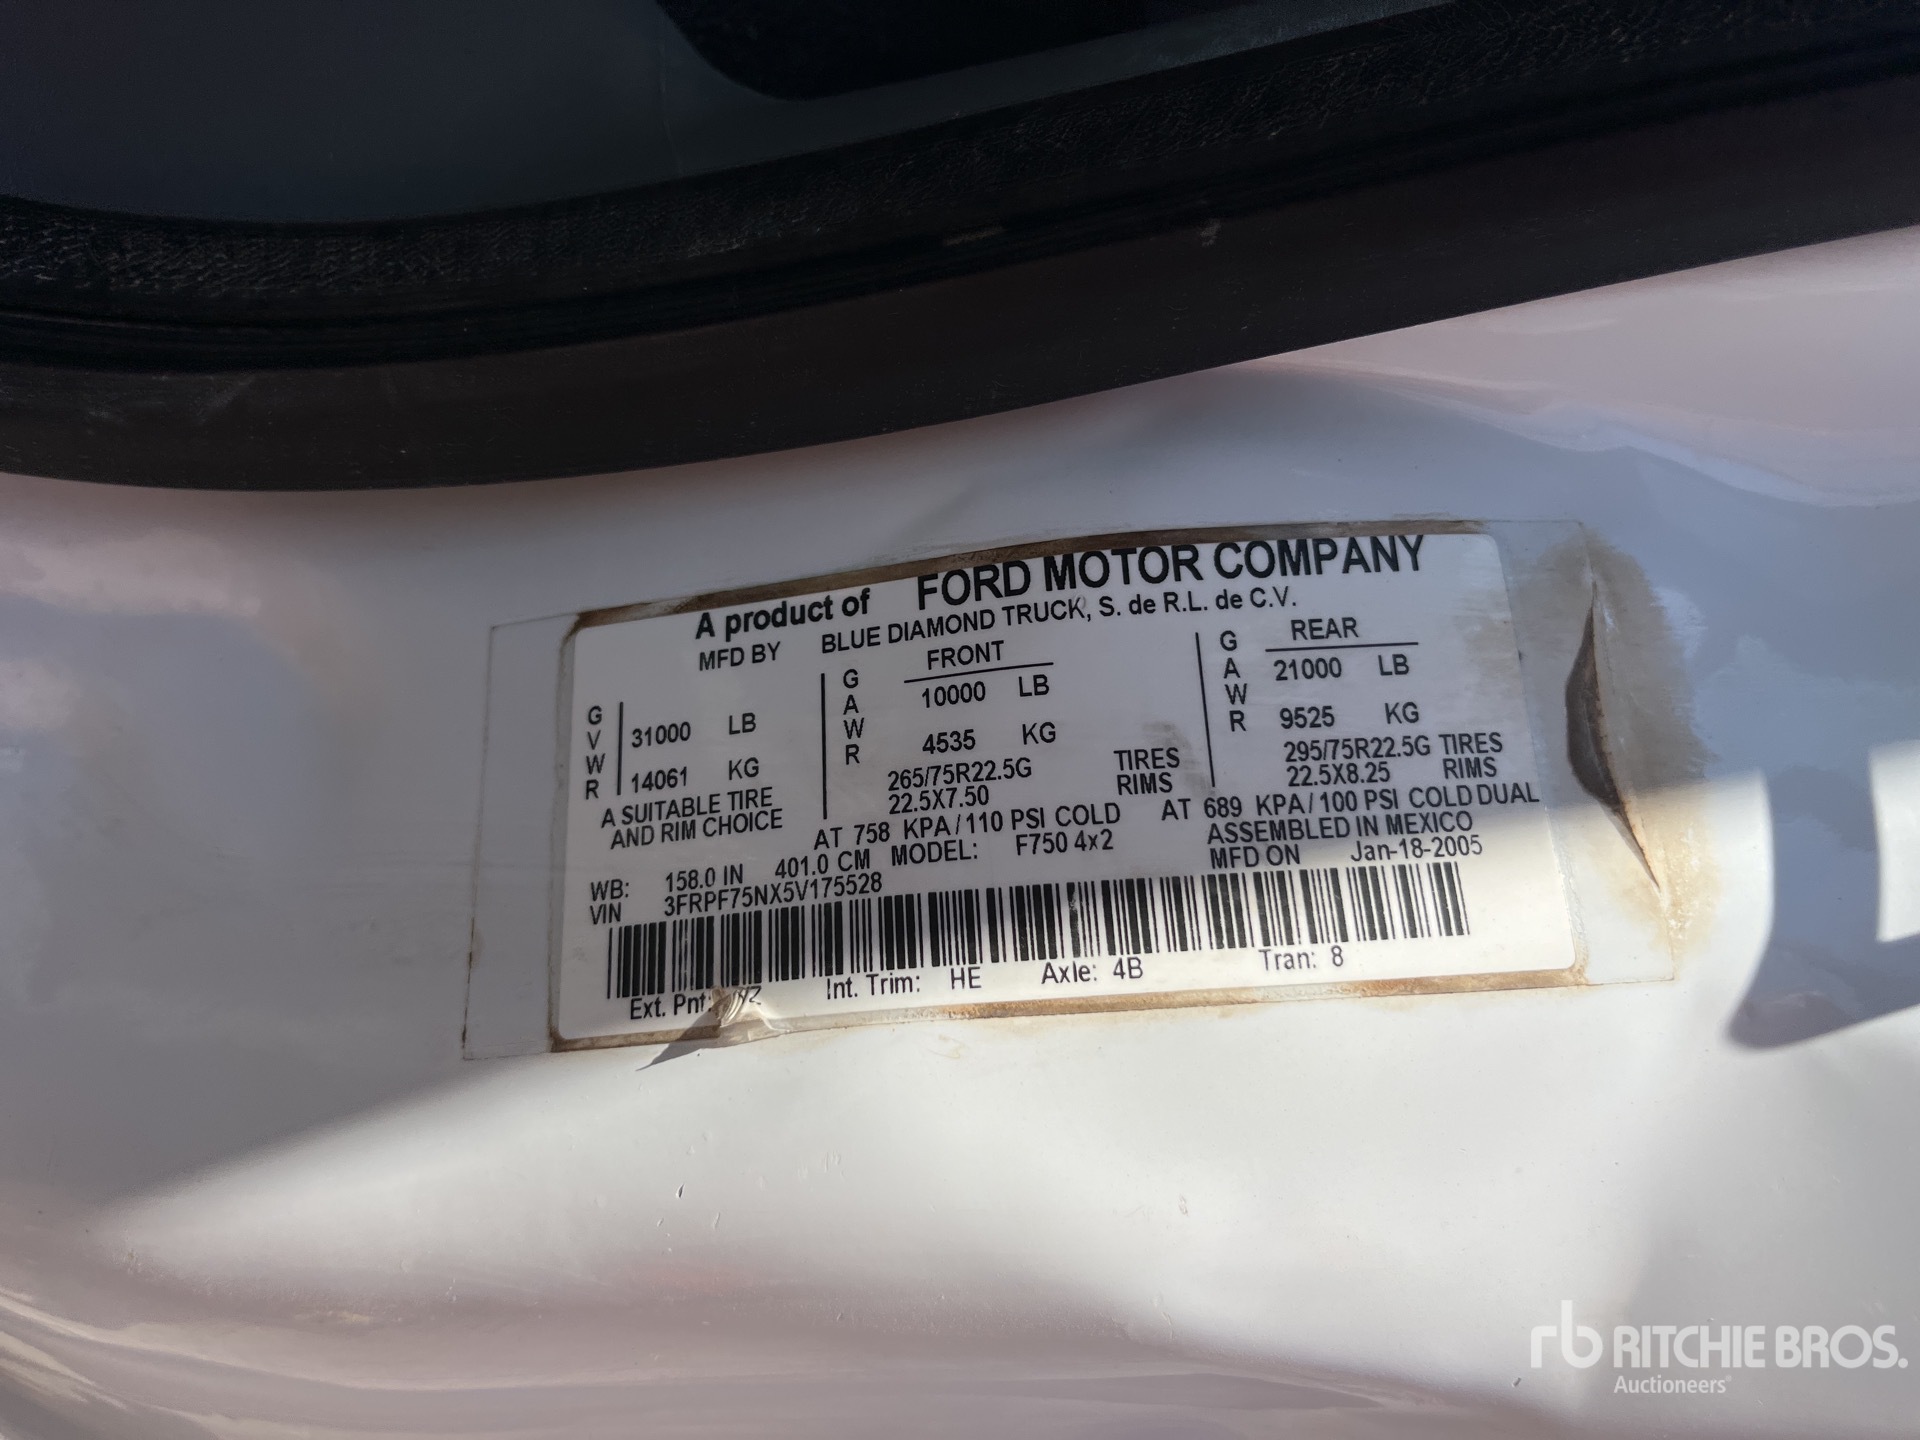 A product of FORD MOTOR COMPANY
MFD BY BLUE DIAMOND TRUCK, S. de R.L. de C.V.
GVWR 31000 LB
14061 KG
A SUITABLE TIRE
AND RIM CHOICE
GAWR FRONT
10000 LB
4535 KG
265/75R22.5G TIRES
22.5X7.50 RIMS
AT 758 KPA/110 PSI COLD
GAWR REAR
21000 LB
9525 KG
295/75R22.5G TIRES
22.5X8.25 RIMS
AT 689 KPA/100 PSI COLD DUAL
WB: 158.0 IN 401.0 CM MODEL: F750 4x2
ASSEMBLED IN MEXICO
VIN 3FRPF75NX5V175528
MFD ON Jan-18-2005
Ext. Pnt: Int. Trim: HE Axle: 4B Tran: 8
rb RITCHIE BROS.
Auctioneers